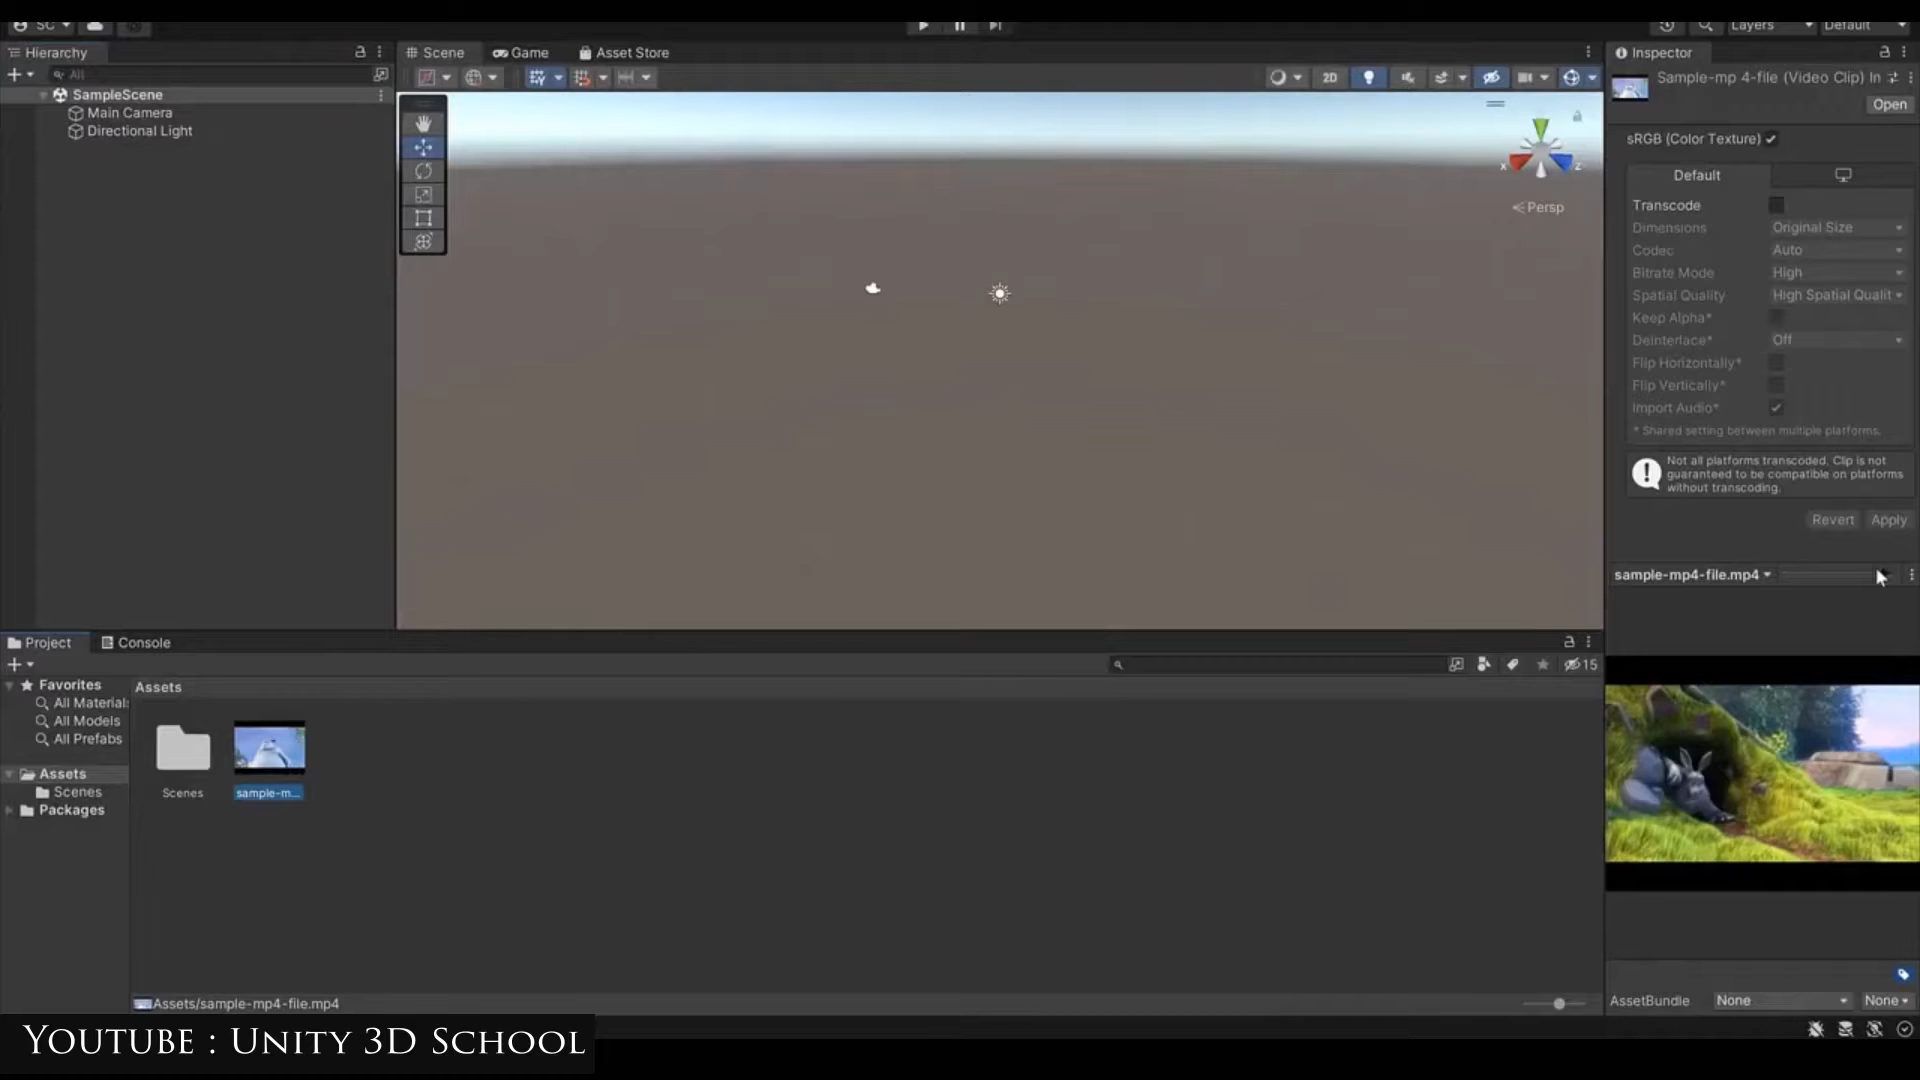 SC
Layers
Default
Hierarchy
All
SampleScene
Main Camera
Directional Light
Scene
Game
Asset Store
2D
X
Z
Persp
Inspector
Sample-mp 4-file (Video Clip) In
Open
sRGB (Color Texture)
Default
Transcode
Dimensions
Original Size
Codec
Auto
Bitrate Mode
High
Spatial Quality
High Spatial Qualit
Keep Alpha*
Deinterlace*
Off
Flip Horizontally*
Flip Vertically*
Import Audio*
* Shared setting between multiple platforms.
Not all platforms transcoded. Clip is not
guaranteed to be compatible on platforms
without transcoding.
Revert
Apply
sample-mp4-file.mp4
Project
Console
15
Favorites
All Materials
All Models
All Prefabs
Assets
Scenes
Packages
Assets
Scenes
sample-m...
Assets/sample-mp4-file.mp4
AssetBundle
None
None
Youtube : Unity 3D School